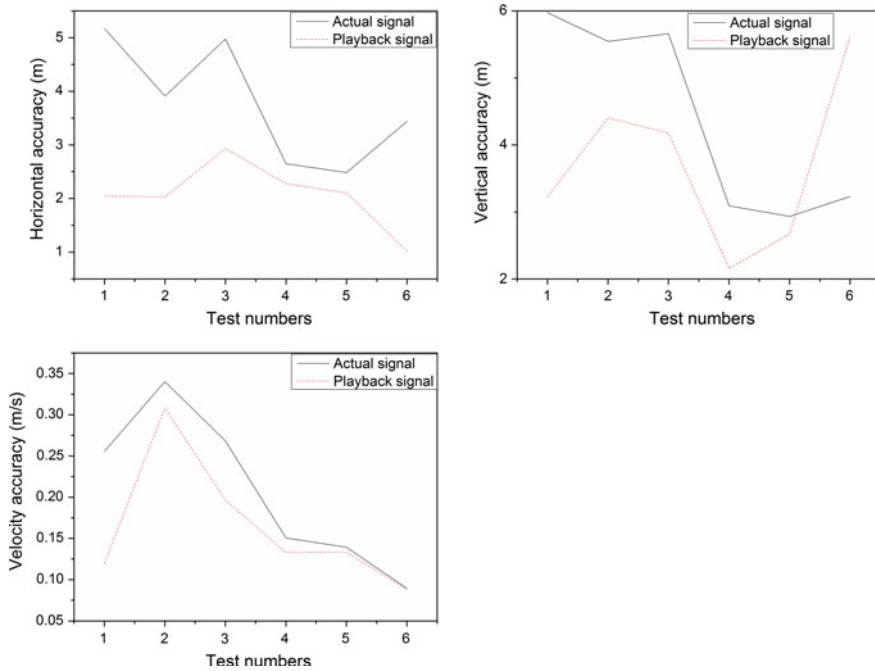 Actual signal
Playback signal
5
4
3
2
1
Horizontal accuracy (m)
1 2 3 4 5 6
Test numbers
Actual signal
Playback signal
6
4
2
Vertical accuracy (m)
1 2 3 4 5 6
Test numbers
Actual signal
Playback signal
0.35
0.30
0.25
0.20
0.15
0.10
0.05
Velocity accuracy (m/s)
1 2 3 4 5 6
Test numbers